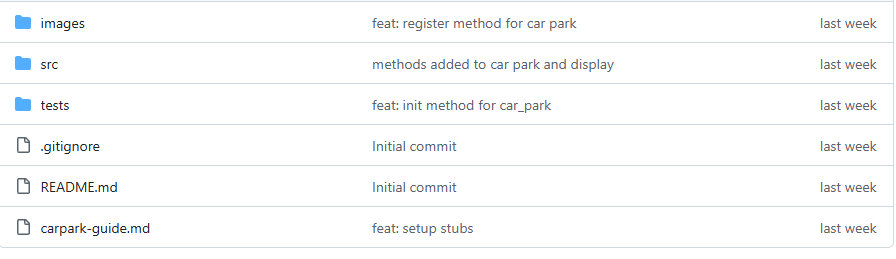 images feat: register method for car park last week
src methods added to car park and display last week
tests feat: init method for car_park last week
.gitignore Initial commit last week
README.md Initial commit last week
carpark-guide.md feat: setup stubs last week